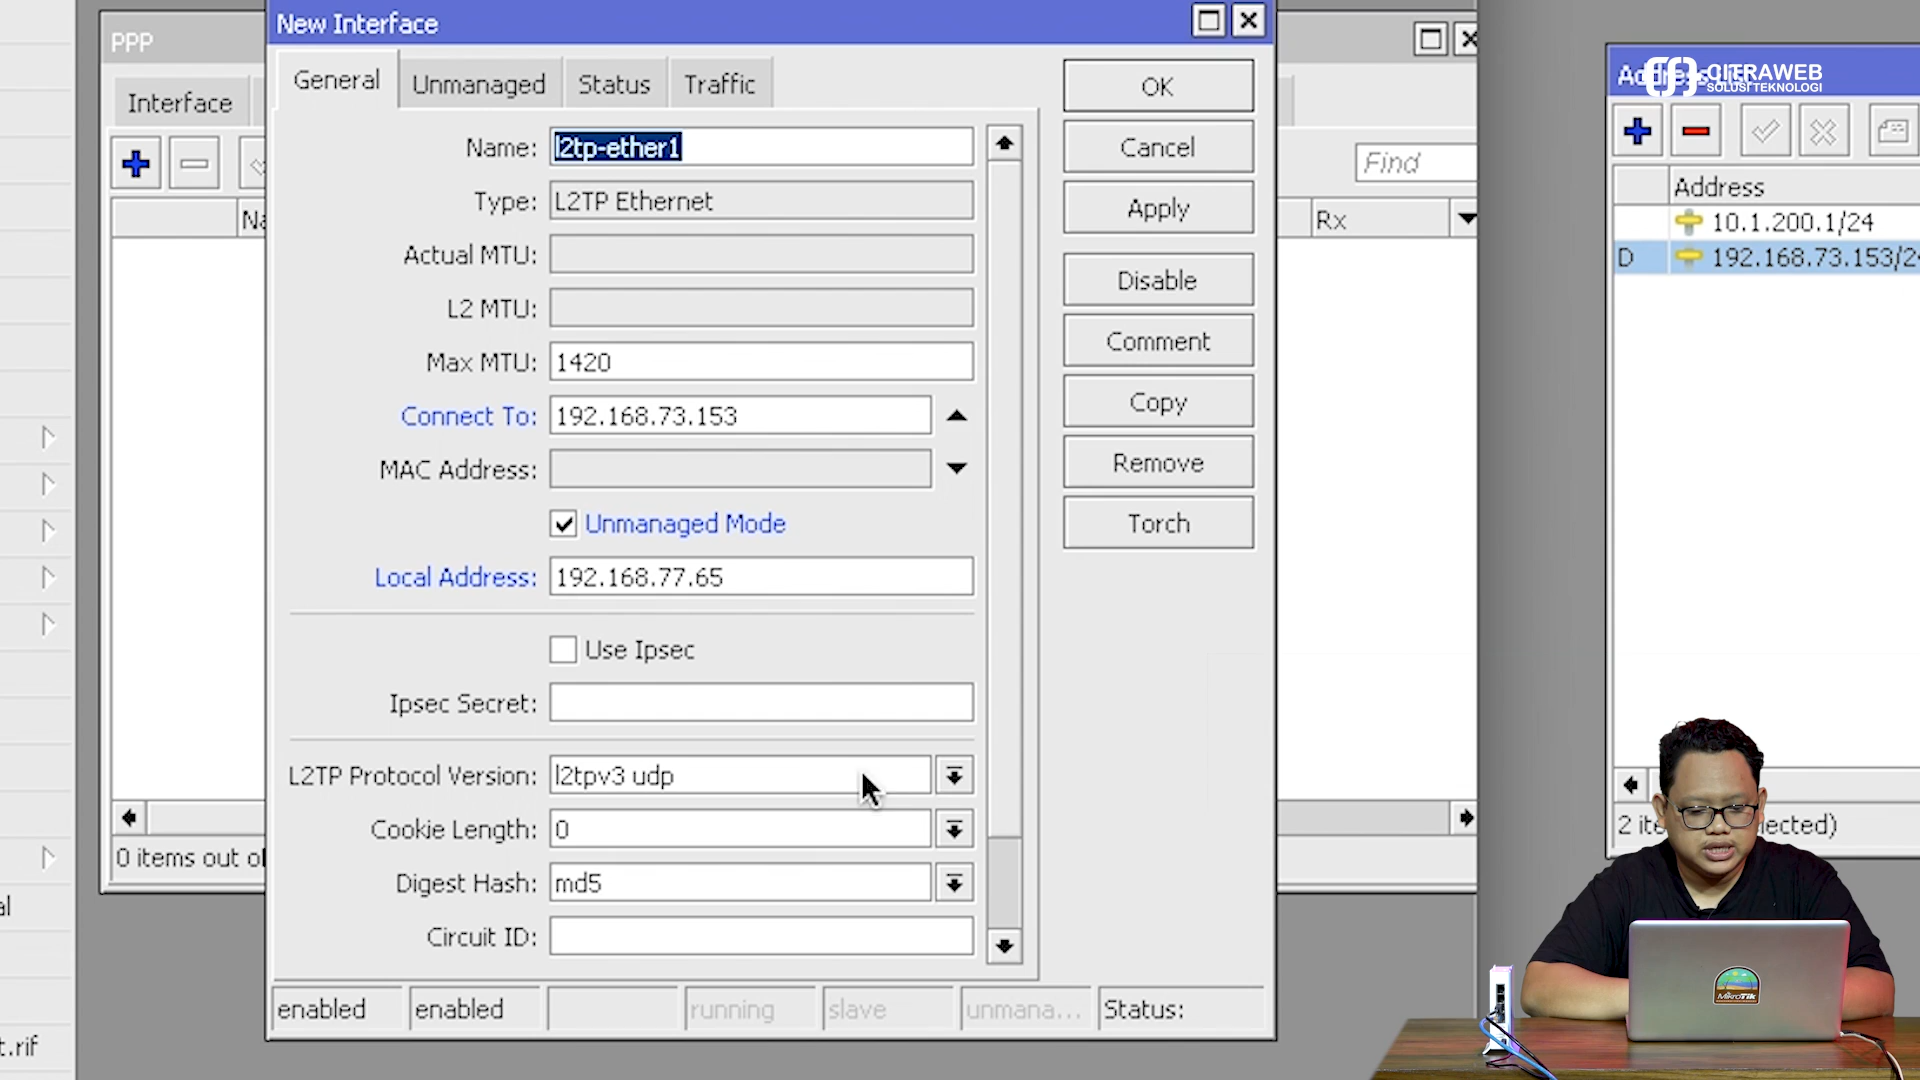 PPP
Interface
Na
0 items out of
al
t.rif
New Interface
General
Unmanaged
Status
Traffic
Name: l2tp-ether1
Type: L2TP Ethernet
Actual MTU:
L2 MTU:
Max MTU: 1420
Connect To: 192.168.73.153
MAC Address:
Unmanaged Mode
Local Address: 192.168.77.65
Use Ipsec
Ipsec Secret:
L2TP Protocol Version: l2tpv3 udp
Cookie Length: 0
Digest Hash: md5
Circuit ID:
OK
Cancel
Apply
Disable
Comment
Copy
Remove
Torch
enabled
enabled
running
slave
unmana...
Status:
Find
Rx
CITRAWEB
SOLUSI TEKNOLOGI
Address
10.1.200.1/24
D 192.168.73.153/2
2 ite
ected)
MikroTik